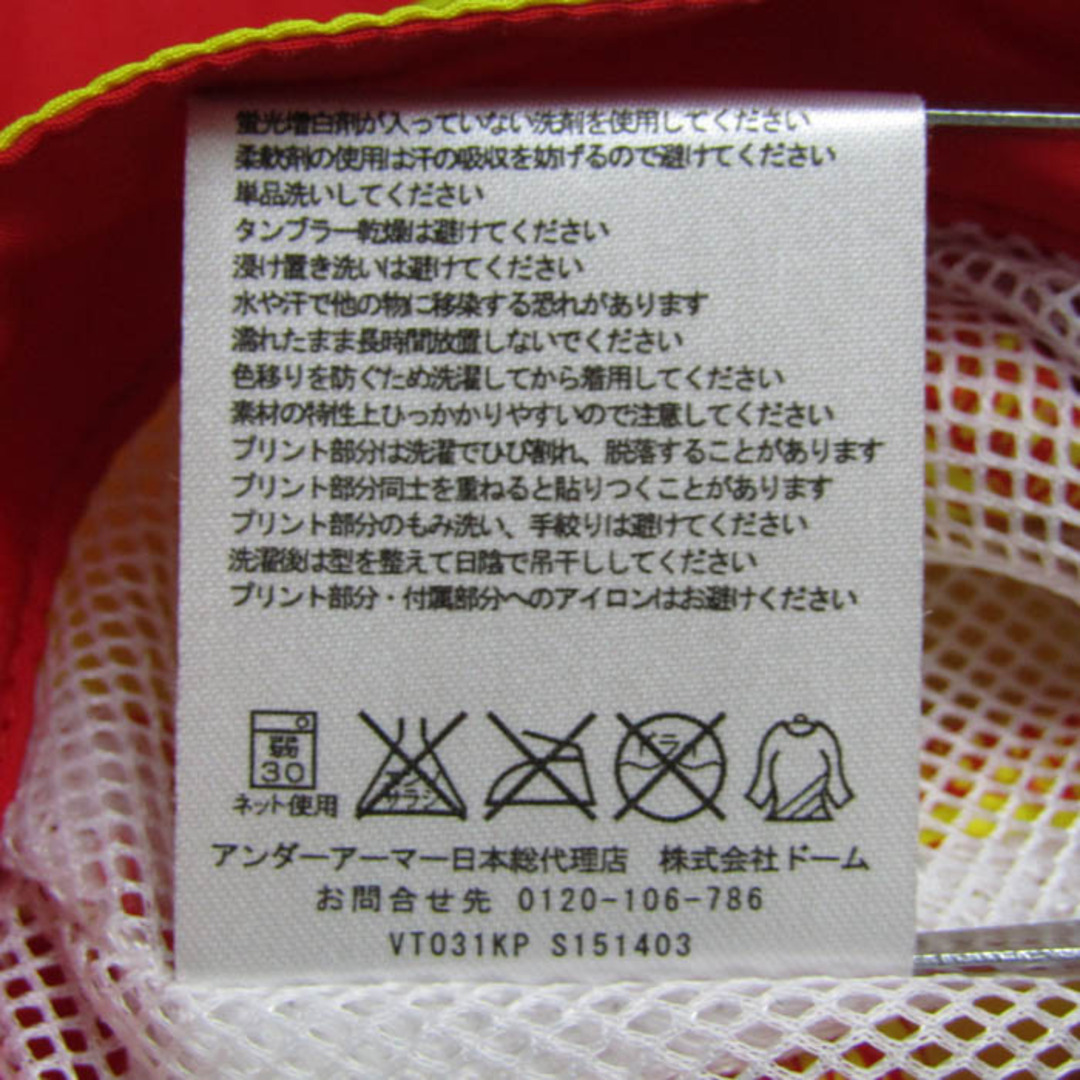 蛍光増白剤が入っていない洗剤を使用してください
柔軟剤の使用は汗の吸収を妨げるので避けてください
単品洗いしてください
タンブラー乾燥は避けてください
浸け置き洗いは避けてください
水や汗で他の物に移染する恐れがあります
濡れたまま長時間放置しないでください
色移りを防ぐため洗濯してから着用してください
素材の特性上ひっかかりやすいので注意してください
プリント部分は洗濯でひび割れ、脱落することがあります
プリント部分同士を重ねると貼りつくことがあります
プリント部分のもみ洗い、手絞りは避けてください
洗濯後は型を整えて日陰で吊干ししてください
プリント部分・付属部分へのアイロンはお避けください
弱
30
ネット使用
エンソ
サラシ
ドライ
アンダーアーマー日本総代理店 株式会社ドーム
お問合せ先 0120-106-786
VT031KP S151403